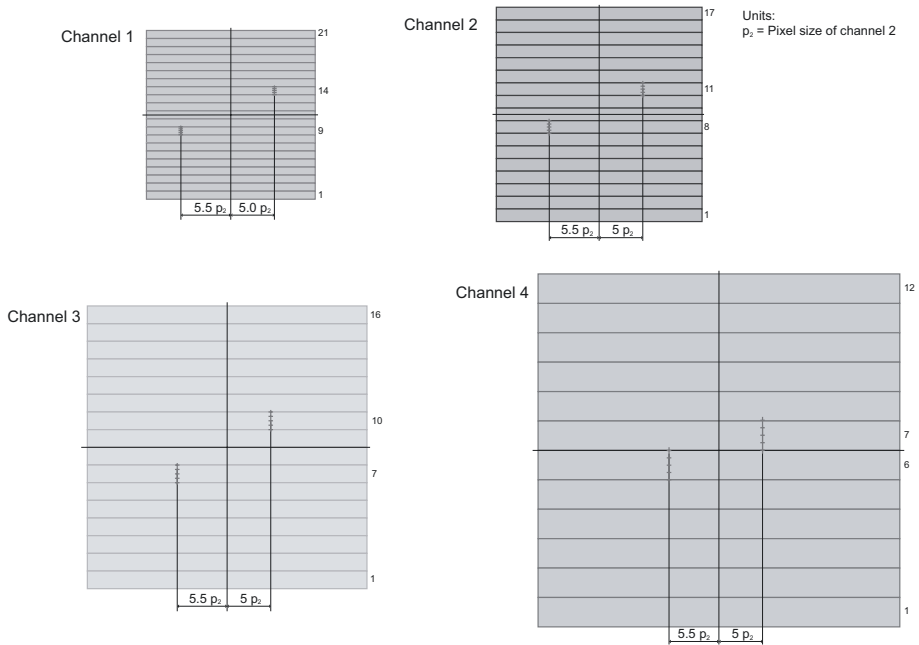 Channel 1
21
14
9
1
5.5 p₂ 5.0 p₂
Channel 2
17
11
8
1
5.5 p₂ 5 p₂
Units:
p₂ = Pixel size of channel 2
Channel 3
16
10
7
1
5.5 p₂ 5 p₂
Channel 4
12
7
6
1
5.5 p₂ 5 p₂